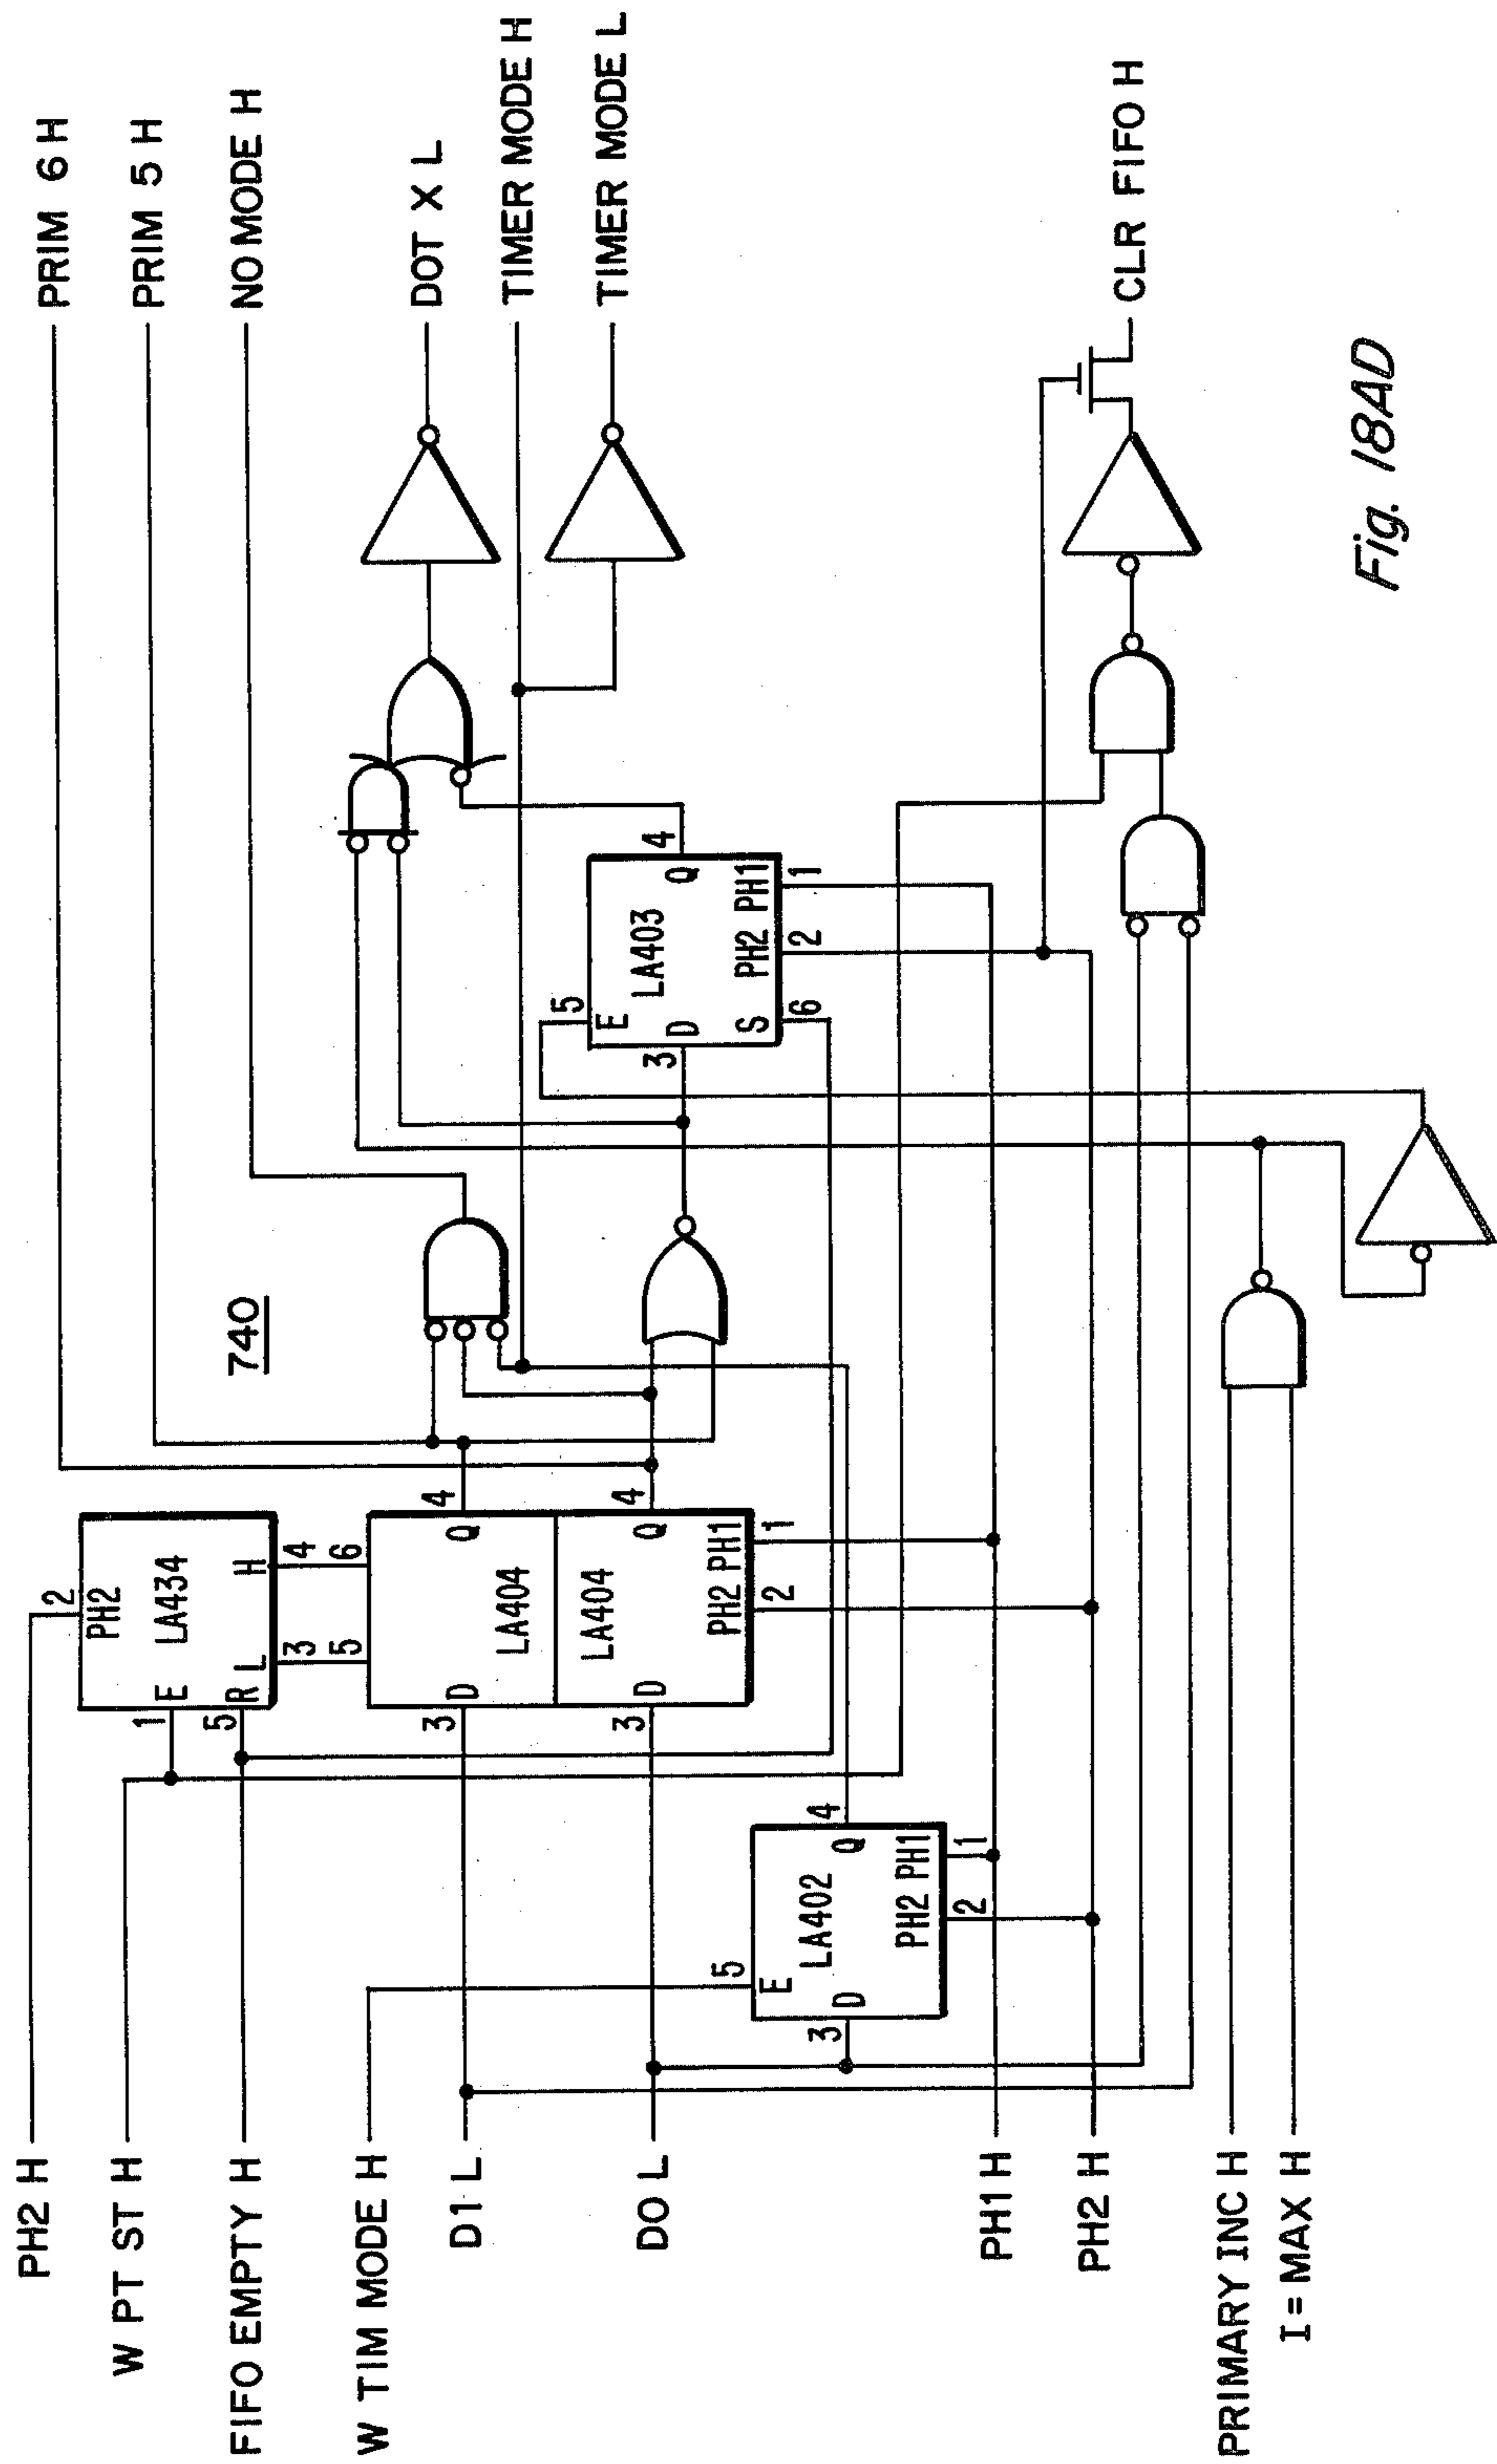 PH2 H
W PT ST H
FIFO EMPTY H
W TIM MODE H
D1 L
D0 L
PH1 H
PH2 H
PRIMARY INC H
I = MAX H
740
2
PH2
LA434
1
E
5
R
L
H
3
4
5
6
3
D
Q
4
LA404
LA404
3
D
Q
4
PH2
PH1
2
1
5
E
LA402
3
D
Q
4
PH2
PH1
2
1
5
E
LA403
3
D
Q
4
S
PH2
PH1
6
2
1
PRIM 6 H
PRIM 5 H
NO MODE H
DOT X L
TIMER MODE H
TIMER MODE L
CLR FIFO H
Fig. 18AD